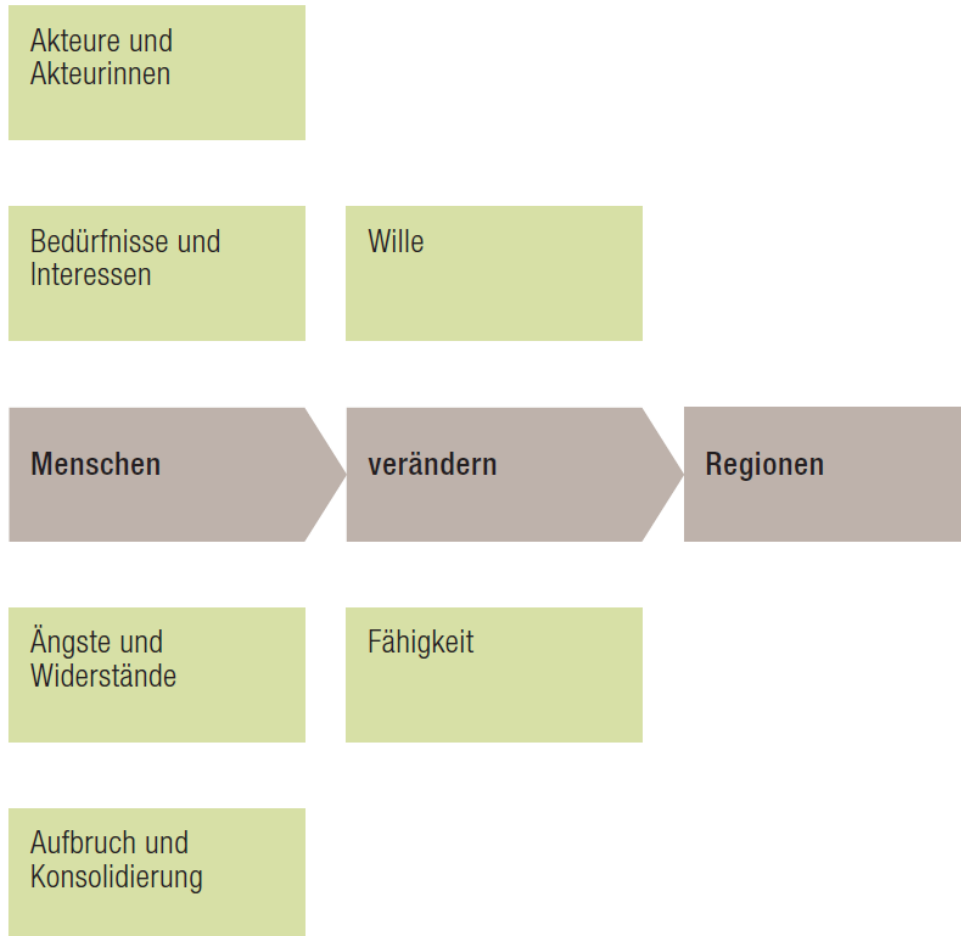 Akteure und
Akteurinnen
Bedürfnisse und
Interessen
Wille
Menschen
verändern
Regionen
Ängste und
Widerstände
Fähigkeit
Aufbruch und
Konsolidierung